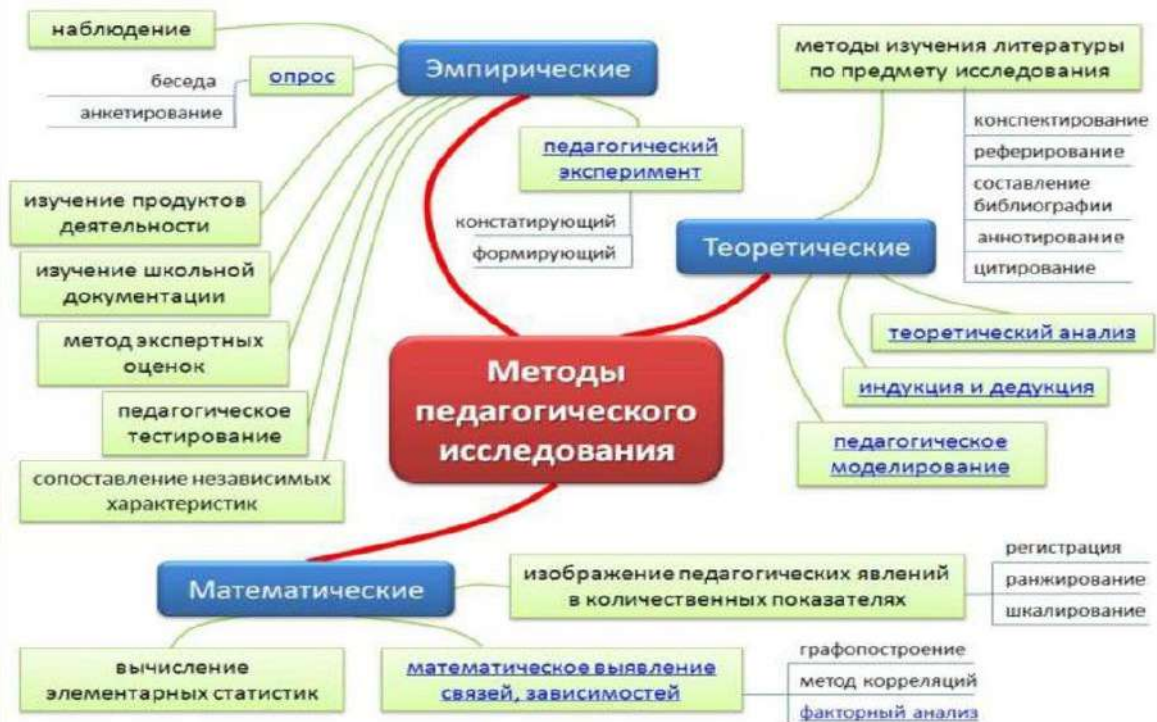 наблюдение
опрос
беседа
анкетирование
Эмпирические
педагогический
эксперимент
констатирующий
формирующий
изучение продуктов
деятельности
изучение школьной
документации
метод экспертных
оценок
педагогическое
тестирование
сопоставление независимых
характеристик
методы изучения литературы
по предмету исследования
конспектирование
реферирование
составление
библиографии
аннотирование
цитирование
Теоретические
теоретический анализ
индукция и дедукция
педагогическое
моделирование
Методы
педагогического
исследования
Математические
изображение педагогических явлений
в количественных показателях
регистрация
ранжирование
шкалирование
вычисление
элементарных статистик
математическое выявление
связей, зависимостей
графопостроение
метод корреляций
факторный анализ